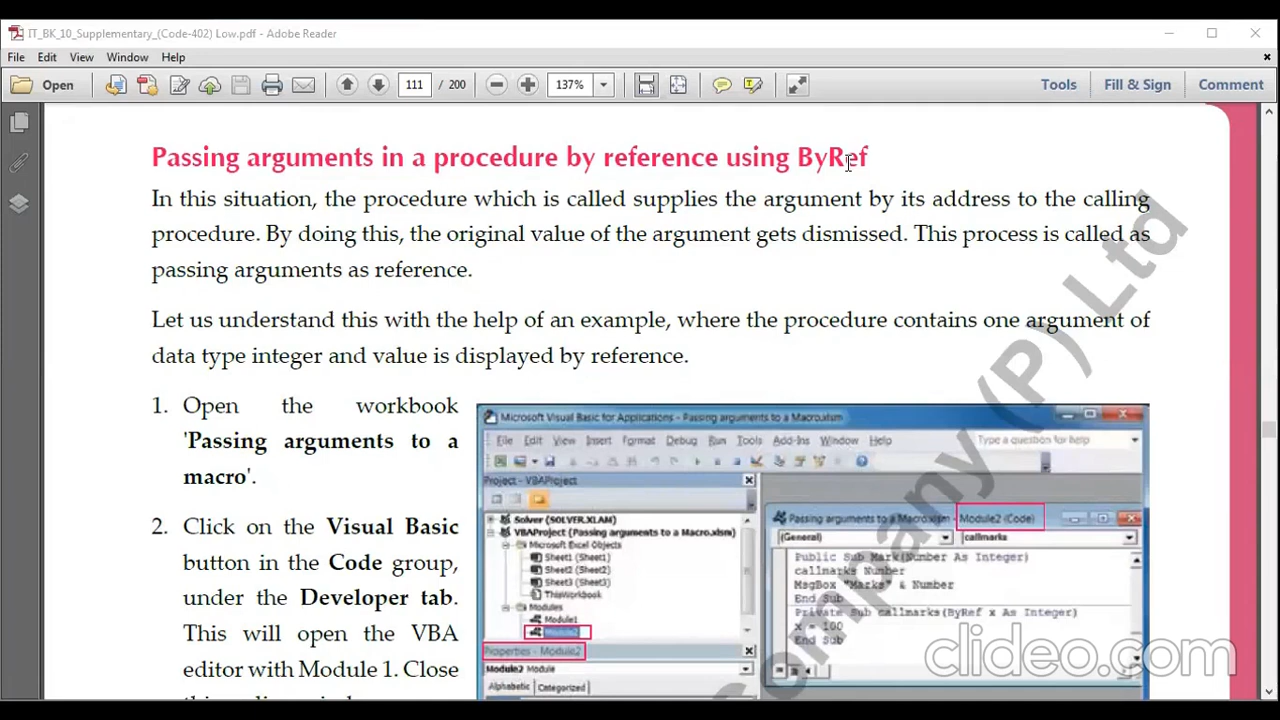 IT_BK_10_Supplementary_(Code-402) Low.pdf - Adobe Reader
File Edit View Window Help
Open 111 / 200 137% Tools Fill & Sign Comment
Passing arguments in a procedure by reference using ByRef
In this situation, the procedure which is called supplies the argument by its address to the calling
procedure. By doing this, the original value of the argument gets dismissed. This process is called as
passing arguments as reference.
Let us understand this with the help of an example, where the procedure contains one argument of
data type integer and value is displayed by reference.
1. Open the workbook
'Passing arguments to a
macro'.
2. Click on the Visual Basic
button in the Code group,
under the Developer tab.
This will open the VBA
editor with Module 1. Close
Microsoft Visual Basic for Applications - Passing arguments to a Macro.xlsm
File Edit View Insert Format Debug Run Tools Add-Ins Window Help Type a question for help
Project - VBAProject
Solver (SOLVER.XLAM)
VBAProject (Passing arguments to a Macro.xlsm)
Microsoft Excel Objects
Sheet1 (Sheet1)
Sheet2 (Sheet2)
Sheet3 (Sheet3)
ThisWorkbook
Modules
Module1
Module2
Properties - Module2
Module2 Module
Alphabetic Categorized
Passing arguments to a Macro.xlsm - Module2 (Code)
(General) callmarks
Public Sub Mark(Number As Integer)
callmarks Number
MsgBox "Marks" & Number
End Sub
Private Sub callmarks(ByRef x As Integer)
x = 100
End Sub
Company (P) Ltd
clideo.com